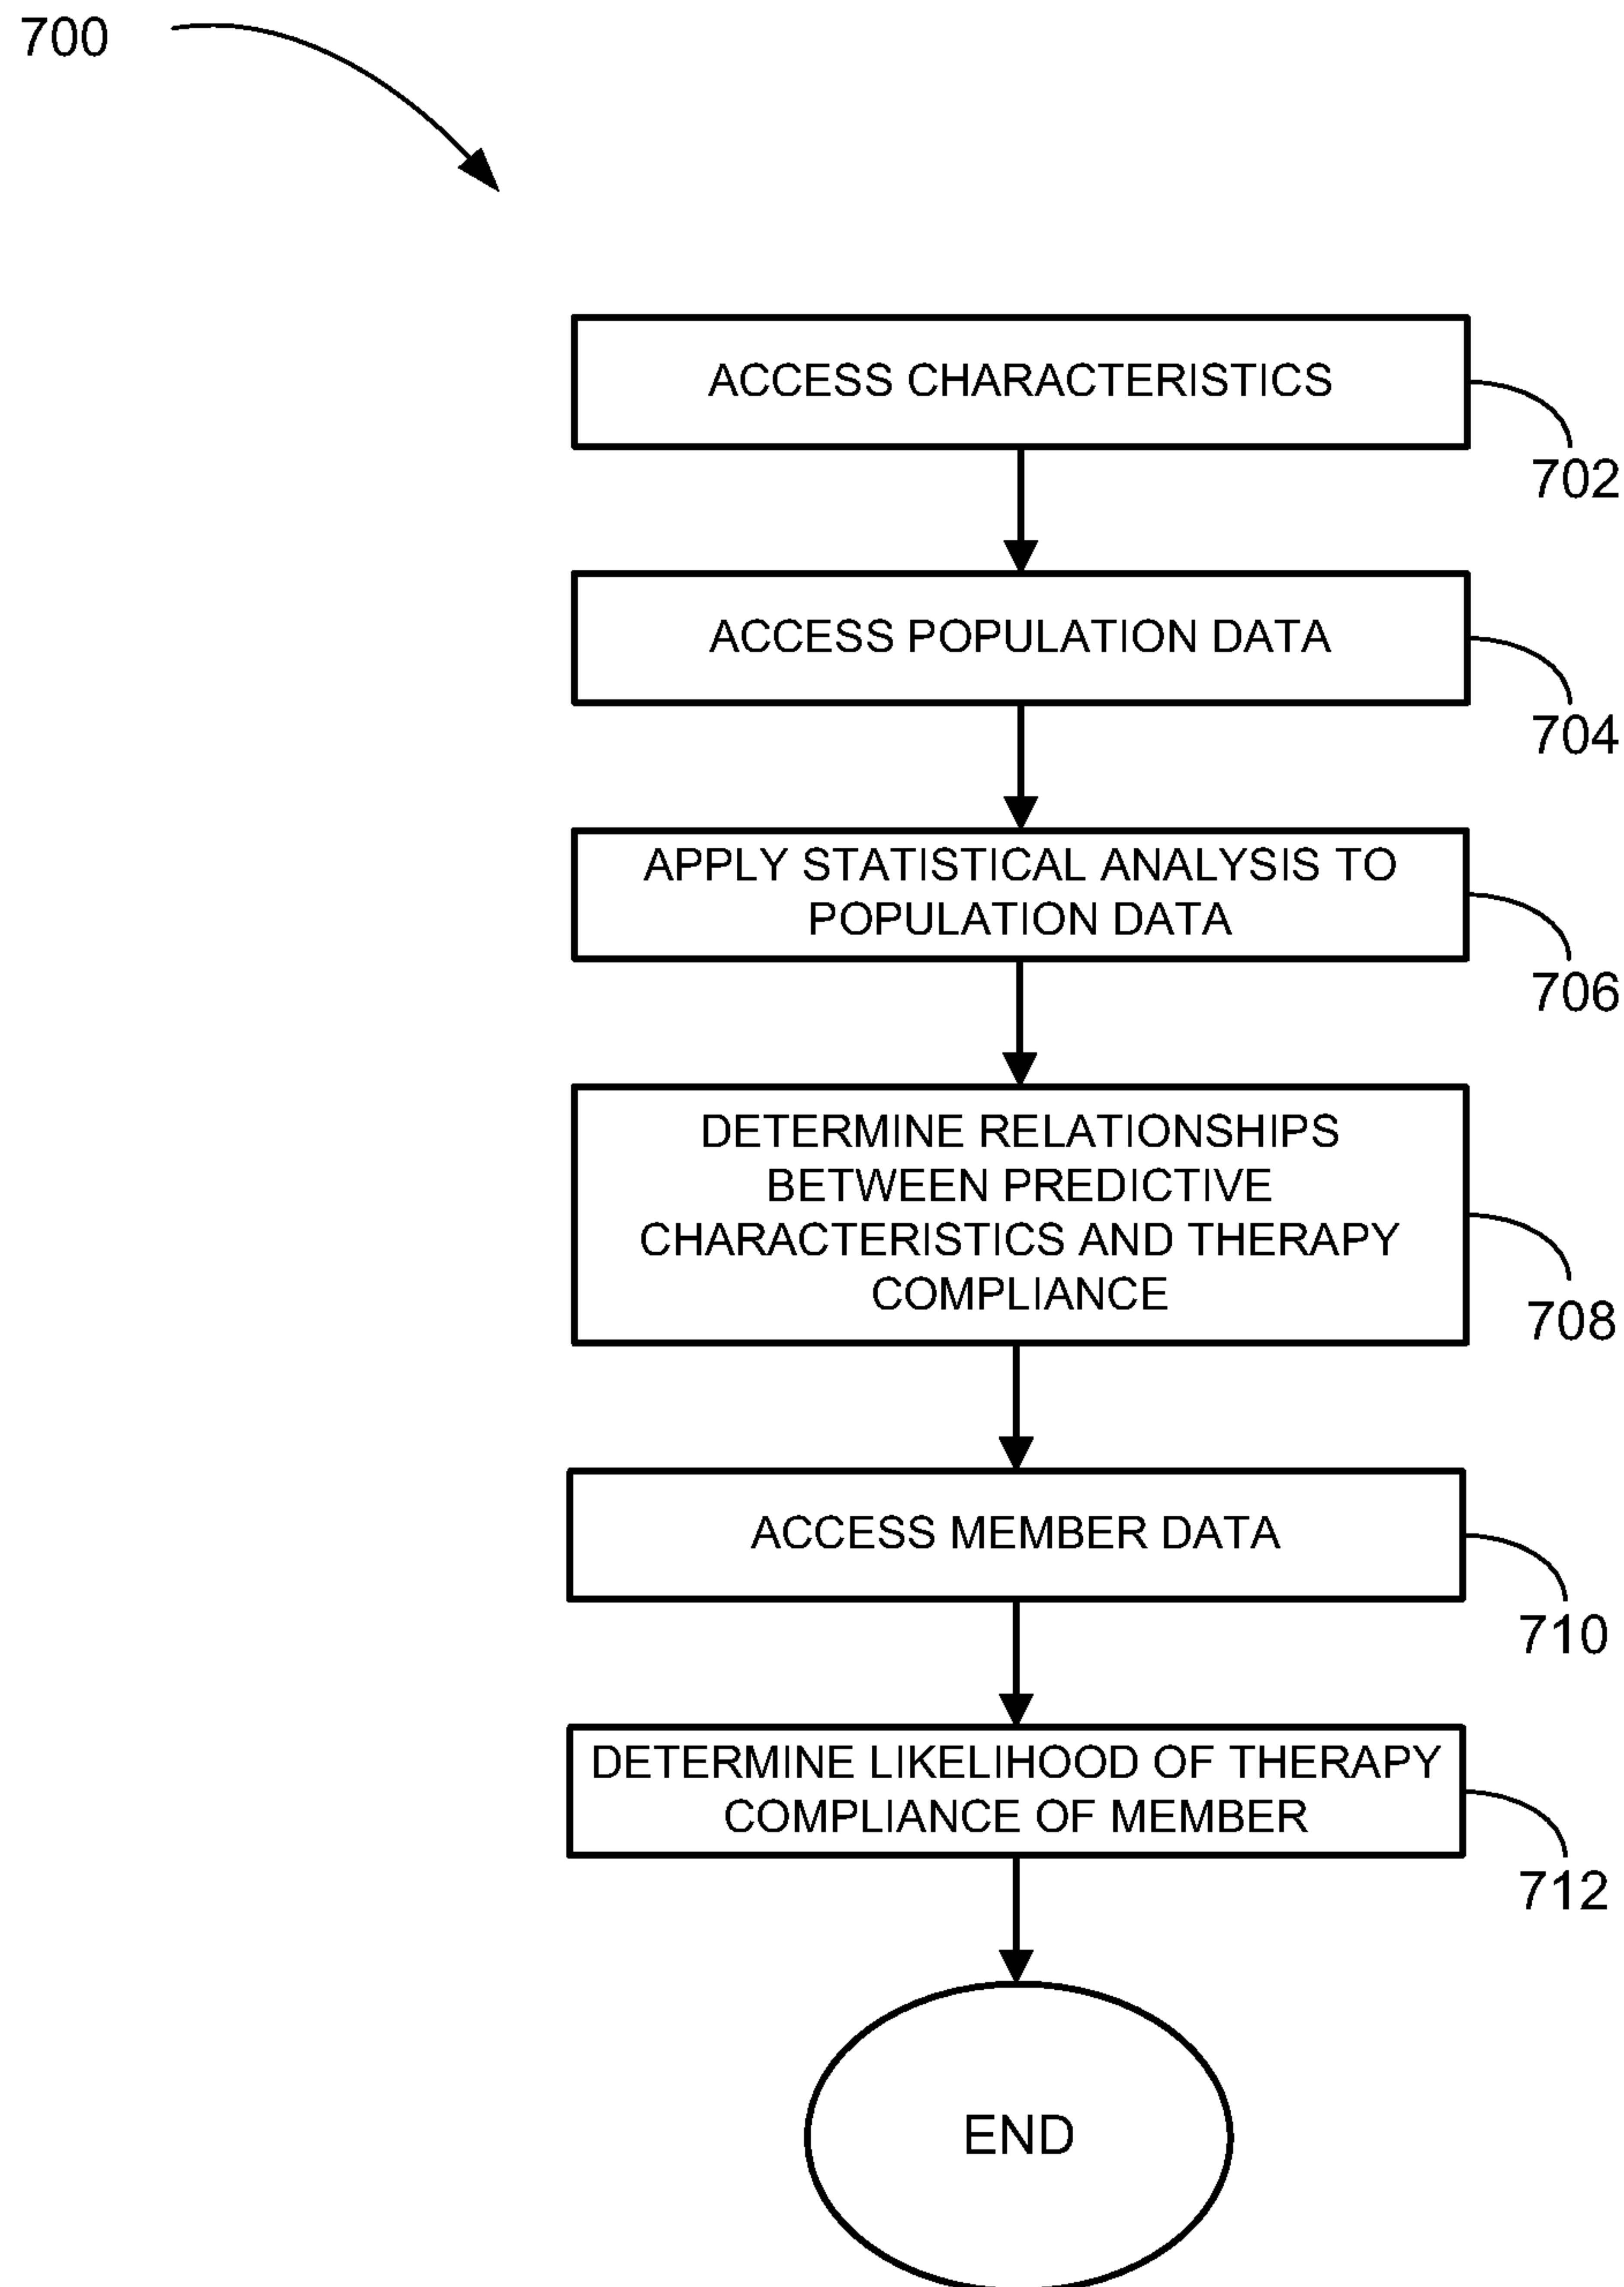 700
ACCESS CHARACTERISTICS
702
ACCESS POPULATION DATA
704
APPLY STATISTICAL ANALYSIS TO
POPULATION DATA
706
DETERMINE RELATIONSHIPS
BETWEEN PREDICTIVE
CHARACTERISTICS AND THERAPY
COMPLIANCE
708
ACCESS MEMBER DATA
710
DETERMINE LIKELIHOOD OF THERAPY
COMPLIANCE OF MEMBER
712
END